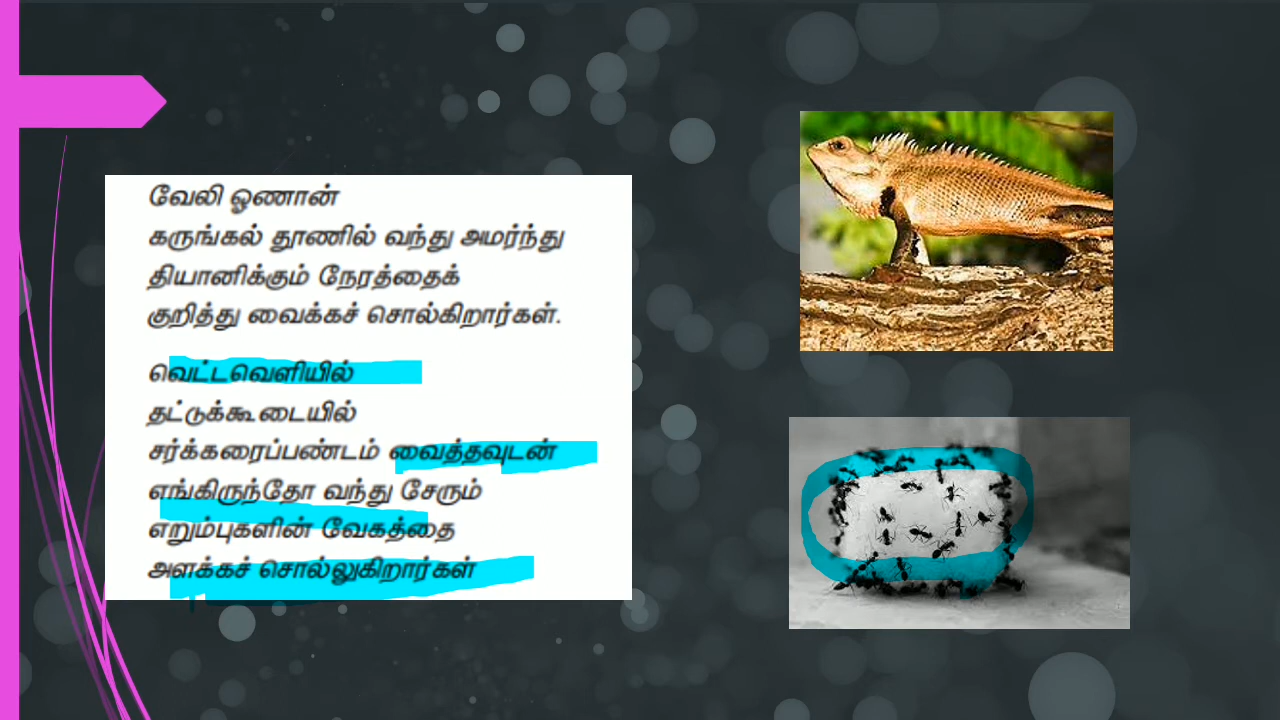 வேலி ஓணான்
கருங்கல் தூணில் வந்து அமர்ந்து
தியானிக்கும் நேரத்தைக்
குறித்து வைக்கச் சொல்கிறார்கள்.
வெட்டவெளியில்
தட்டுக்கூடையில்
சர்க்கரைப்பண்டம் வைத்தவுடன்
எங்கிருந்தோ வந்து சேரும்
எறும்புகளின் வேகத்தை
அளக்கச் சொல்லுகிறார்கள்